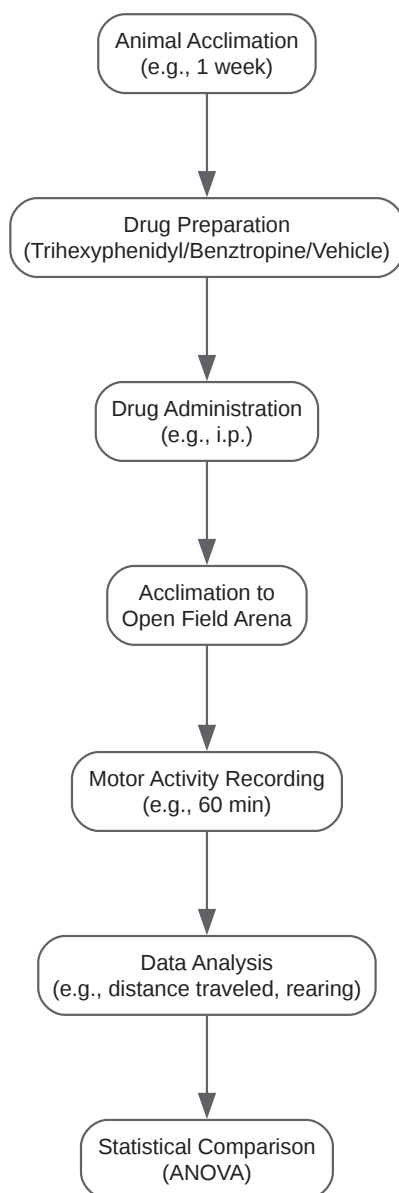 Animal Acclimation
(e.g., 1 week)
Drug Preparation
(Trihexyphenidyl/Benztropine/Vehicle)
Drug Administration
(e.g., i.p.)
Acclimation to
Open Field Arena
Motor Activity Recording
(e.g., 60 min)
Data Analysis
(e.g., distance traveled, rearing)
Statistical Comparison
(ANOVA)